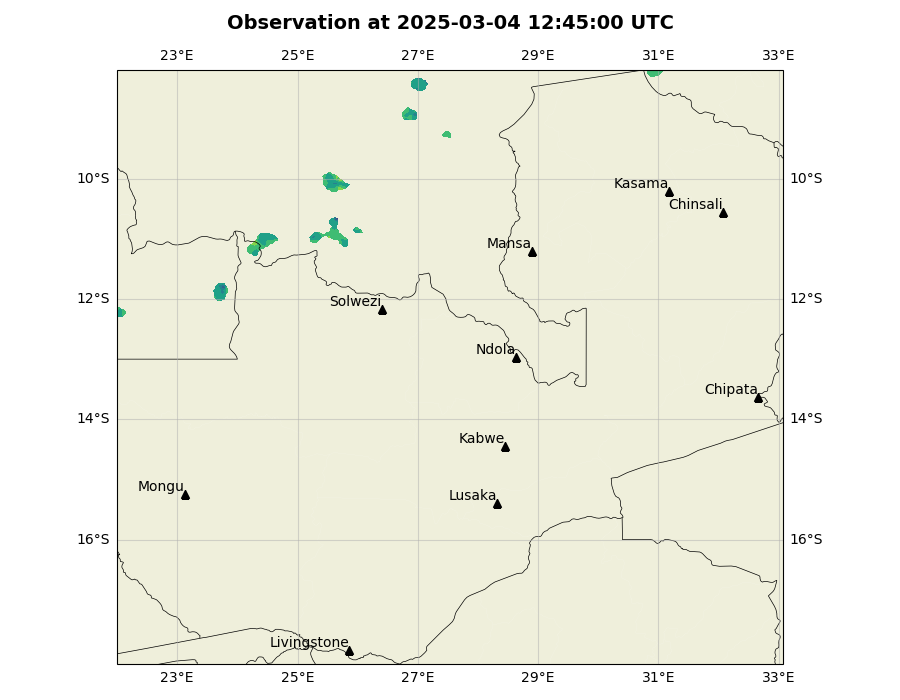 Observation at 2025-03-04 12:45:00 UTC
23°E 25°E 27°E 29°E 31°E 33°E
10°S 10°S
Kasama
Chinsali
Mansa
12°S 12°S
Solwezi
Ndola
Chipata
14°S 14°S
Kabwe
Mongu
Lusaka
16°S 16°S
Livingstone
23°E 25°E 27°E 29°E 31°E 33°E